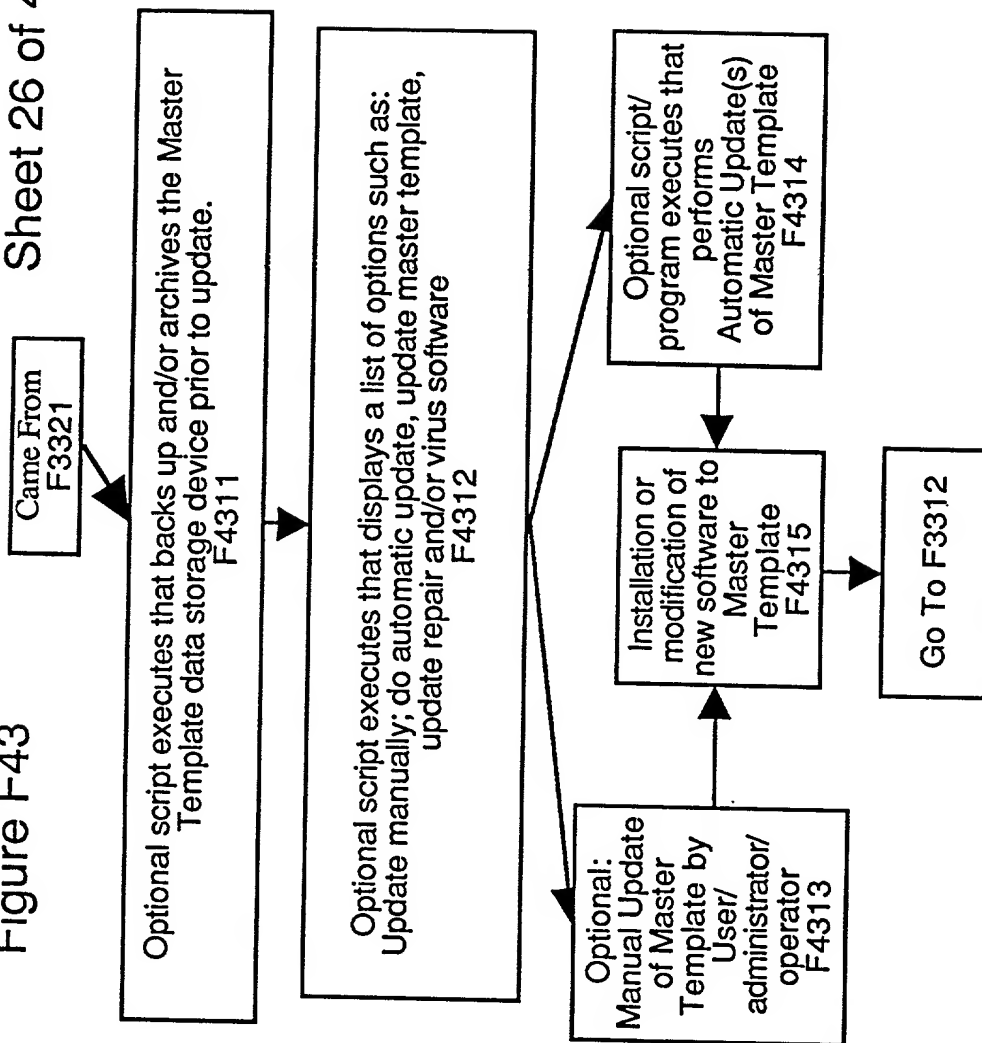 Figure F43
Sheet 26 of
Came From
F3321
Optional script executes that backs up and/or archives the Master
Template data storage device prior to update.
F4311
Optional script executes that displays a list of options such as:
Update manually; do automatic update, update master template,
update repair and/or virus software
F4312
Optional:
Manual Update
of Master
Template by
User/
administrator/
operator
F4313
Installation or
modification of
new software to
Master
Template
F4315
Optional script/
program executes that
performs
Automatic Update(s)
of Master Template
F4314
Go To F3312